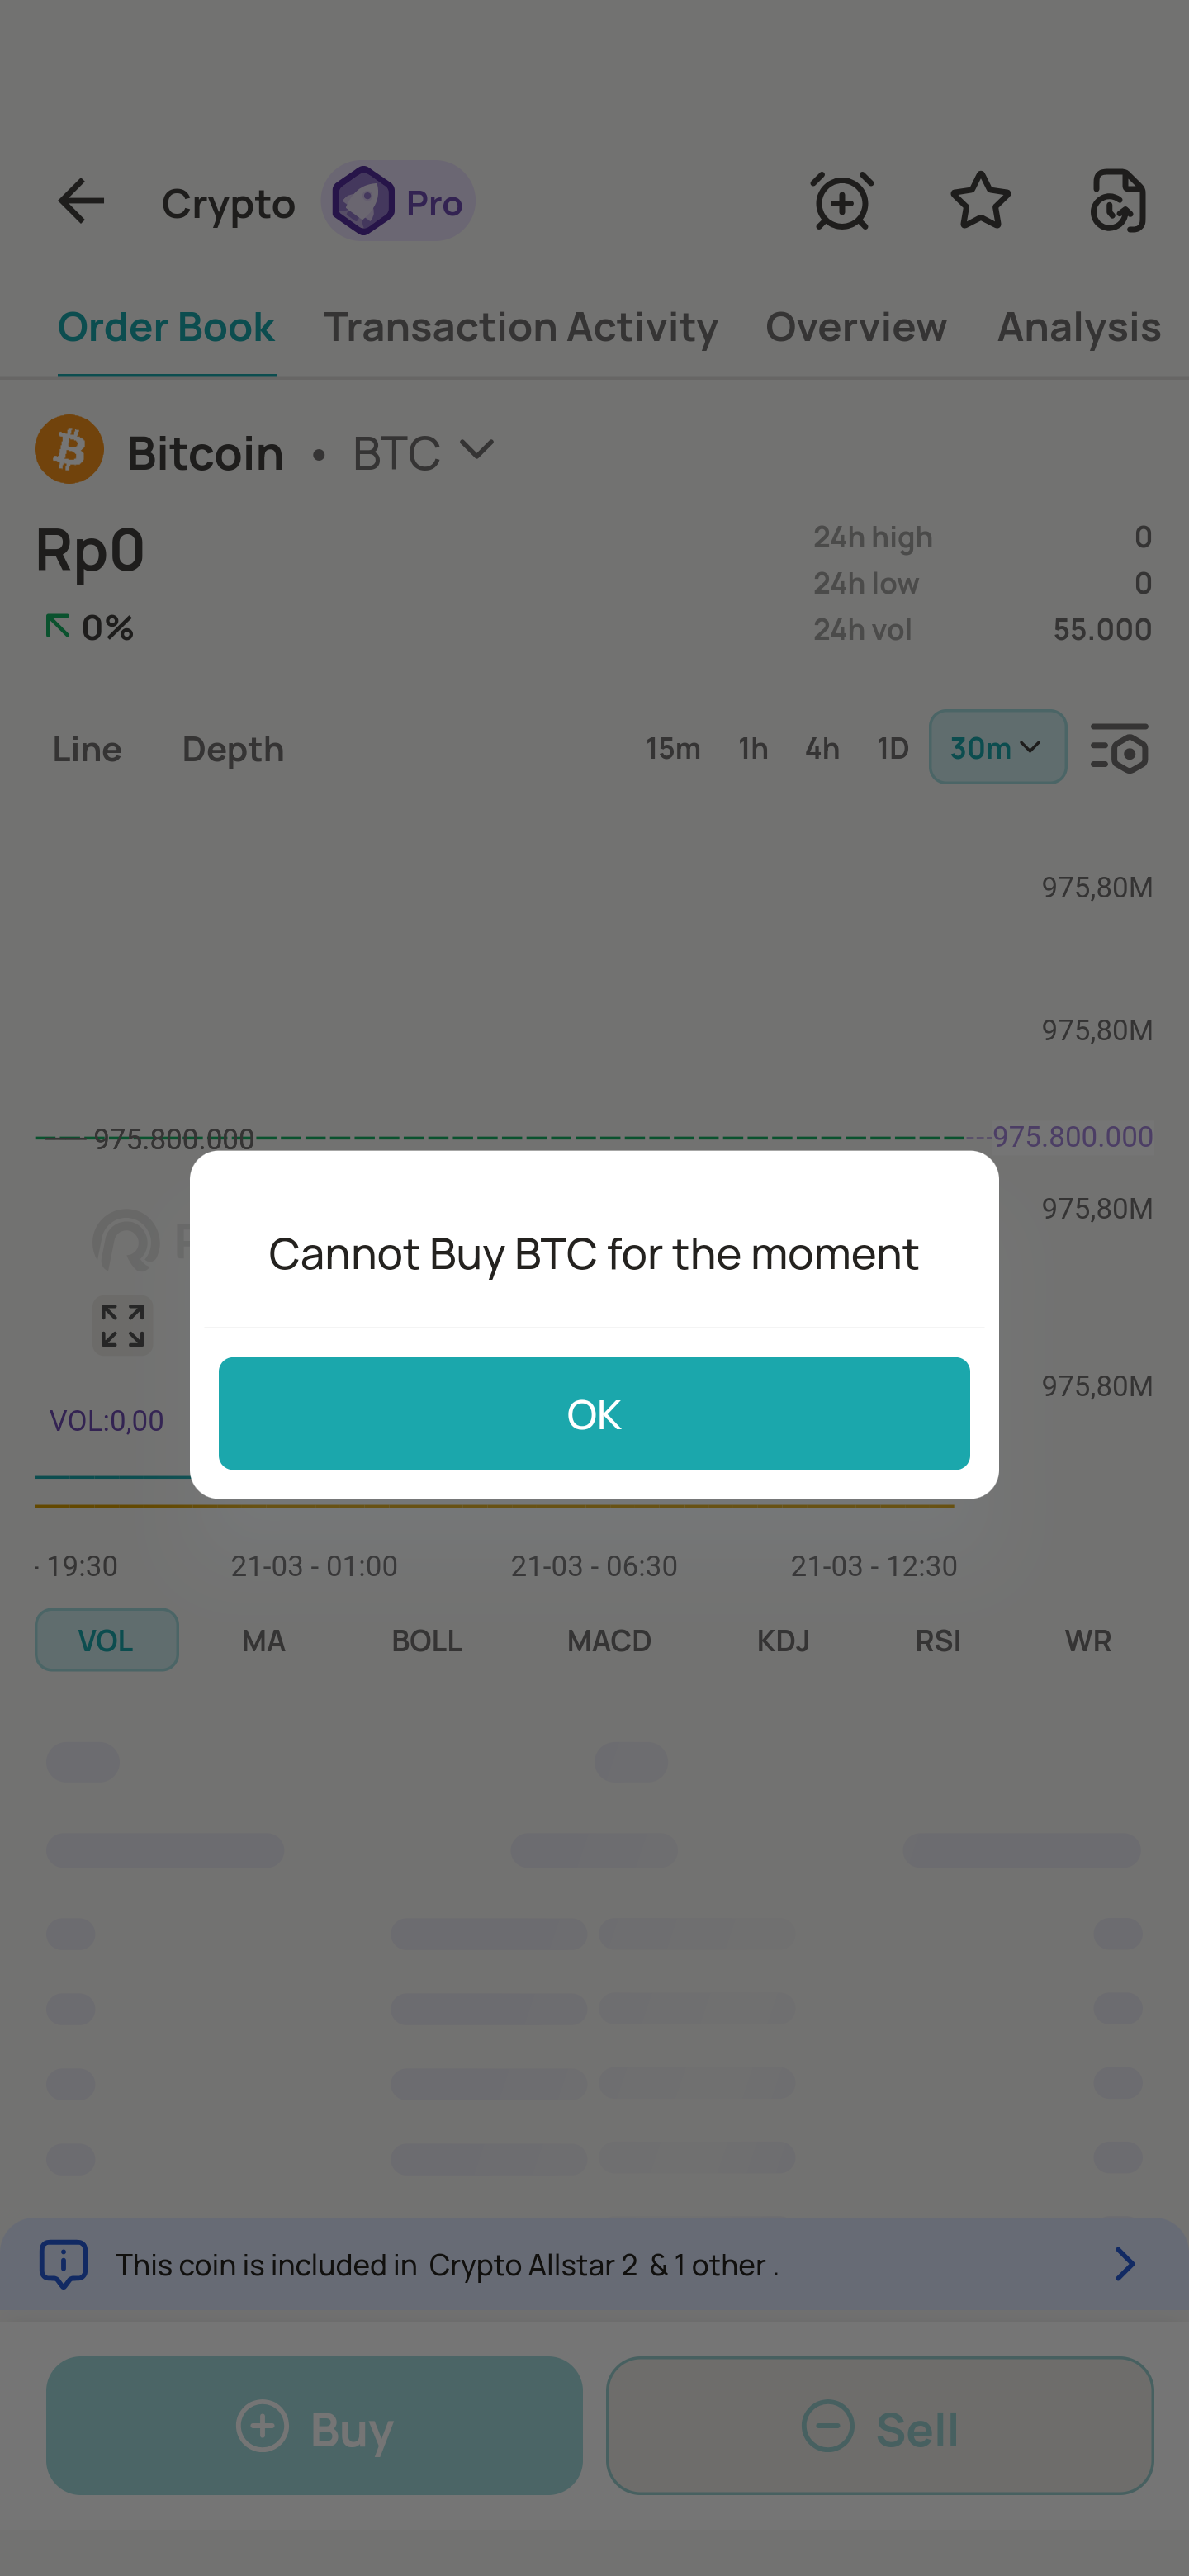 Crypto Pro
Order Book Transaction Activity Overview Analysis
Bitcoin • BTC
Rp0
0%
24h high 0
24h low 0
24h vol 55.000
Line Depth 15m 1h 4h 1D 30m
975,80M
975,80M
975.800.000 975.800.000
975,80M
Cannot Buy BTC for the moment
975,80M
OK
VOL:0,00
- 19:30 21-03 - 01:00 21-03 - 06:30 21-03 - 12:30
VOL MA BOLL MACD KDJ RSI WR
This coin is included in Crypto Allstar 2 & 1 other .
Buy Sell